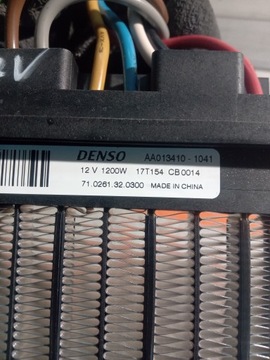 DENSO AA013410 - 1041
12 V 1200W 17T154 CB0014
71.0261.32.0300 MADE IN CHINA